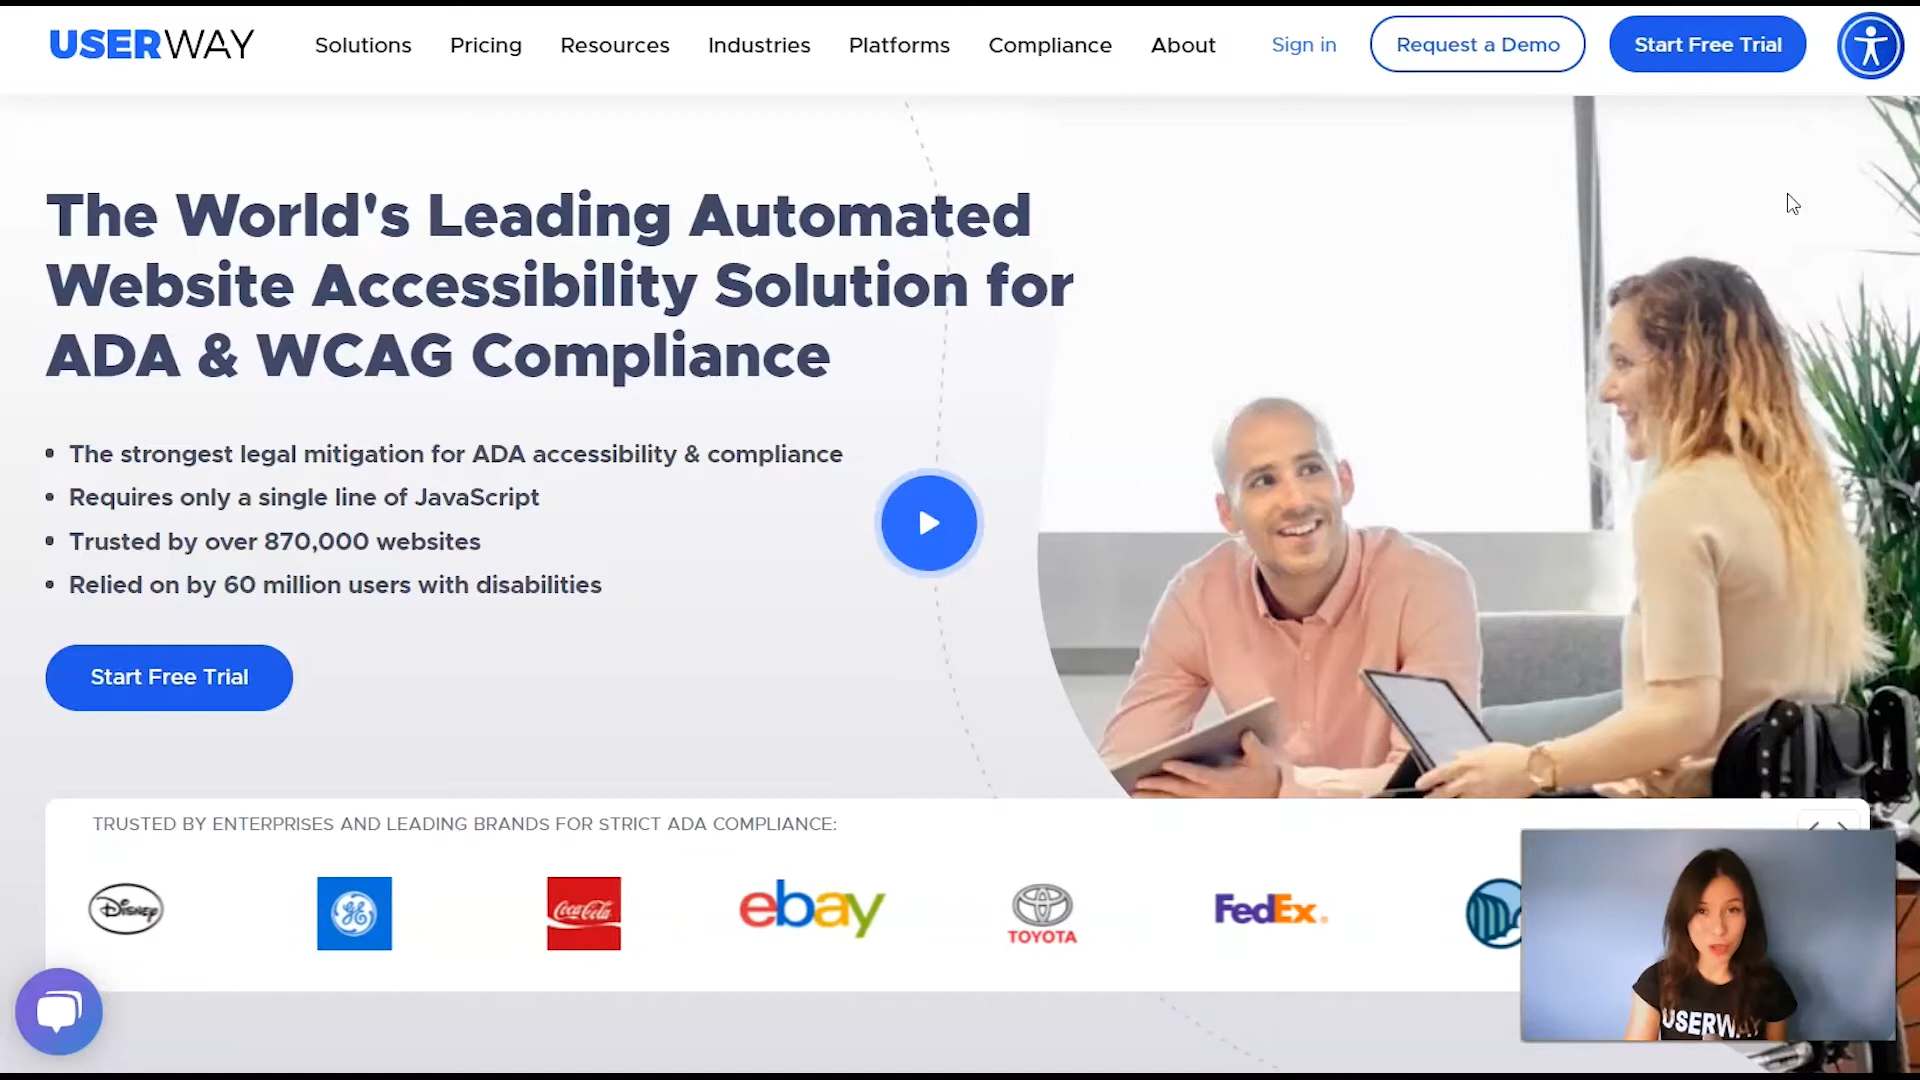 USERWAY
Solutions
Pricing
Resources
Industries
Platforms
Compliance
About
Sign in
Request a Demo
Start Free Trial
The World's Leading Automated
Website Accessibility Solution for
ADA & WCAG Compliance
• The strongest legal mitigation for ADA accessibility & compliance
• Requires only a single line of JavaScript
• Trusted by over 870,000 websites
• Relied on by 60 million users with disabilities
Start Free Trial
TRUSTED BY ENTERPRISES AND LEADING BRANDS FOR STRICT ADA COMPLIANCE:
Disney
GE
Coca-Cola
ebay
TOYOTA
FedEx
USERWAY